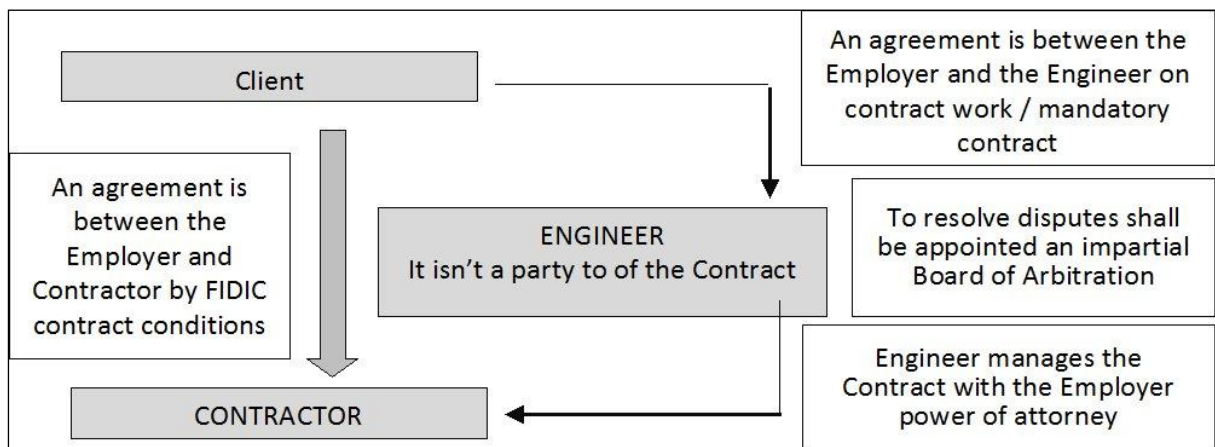 Client
An agreement is between the
Employer and the Engineer on
contract work / mandatory
contract
An agreement is
between the
Employer and
Contractor by FIDIC
contract conditions
ENGINEER
It isn’t a party to of the Contract
To resolve disputes shall
be appointed an impartial
Board of Arbitration
CONTRACTOR
Engineer manages the
Contract with the Employer
power of attorney